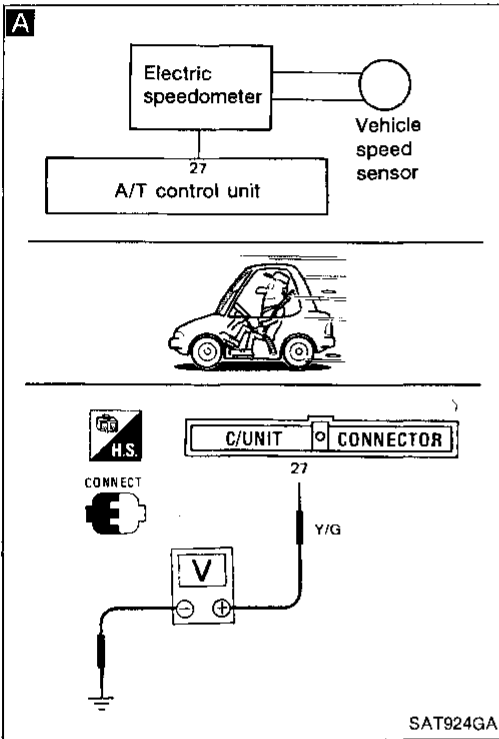 A
Electric
speedometer
Vehicle
speed
sensor
27
A/T control unit
H.S.
C/UNIT CONNECTOR
27
CONNECT
Y/G
V
SAT924GA